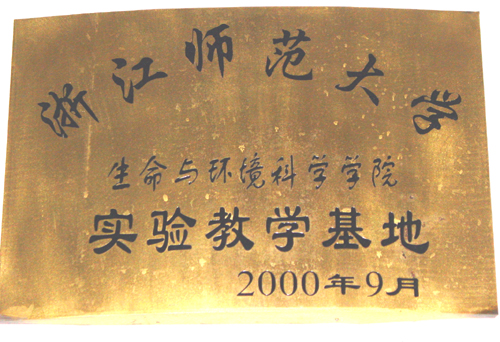 浙江师范大学
生命与环境科学学院
实验教学基地
2000年9月